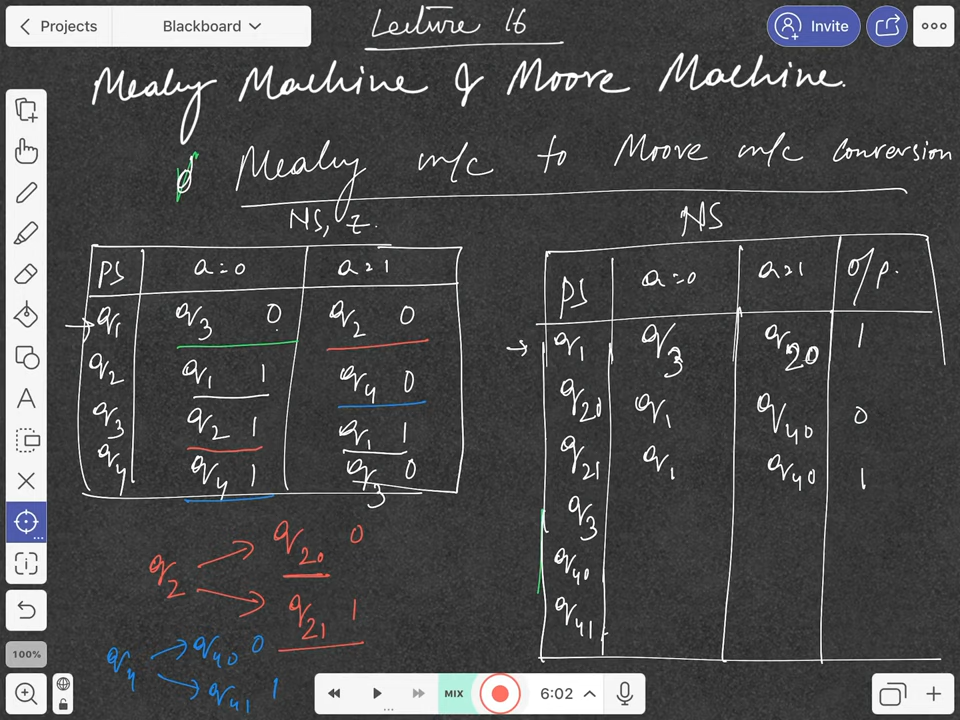 Projects Blackboard Invite
Lecture 16
Mealy Machine & Moore Machine.
Mealy m/c to Moore m/c conversion
NS, Z.
PS a=0 a=1
q1 q3 0 q2 0
q2 q1 1 q4 0
q3 q2 1 q1 1
q4 q4 1 q3 0
NS
PS a=0 a=1 o/p.
q1 q3 q20 1
q20 q1 q40 0
q21 q1 q40 1
q3
q40
q41
q2 q20 0
q21 1
q4 q40 0
q41 1
A
100%
MIX 6:02